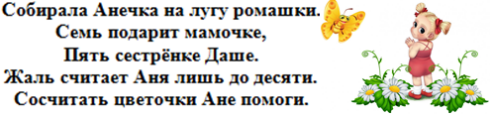 Собирала Анечка на лугу ромашки.
Семь подарит мамочке,
Пять сестрёнке Даше.
Жаль считает Аня лишь до десяти.
Сосчитать цветочки Ане помоги.